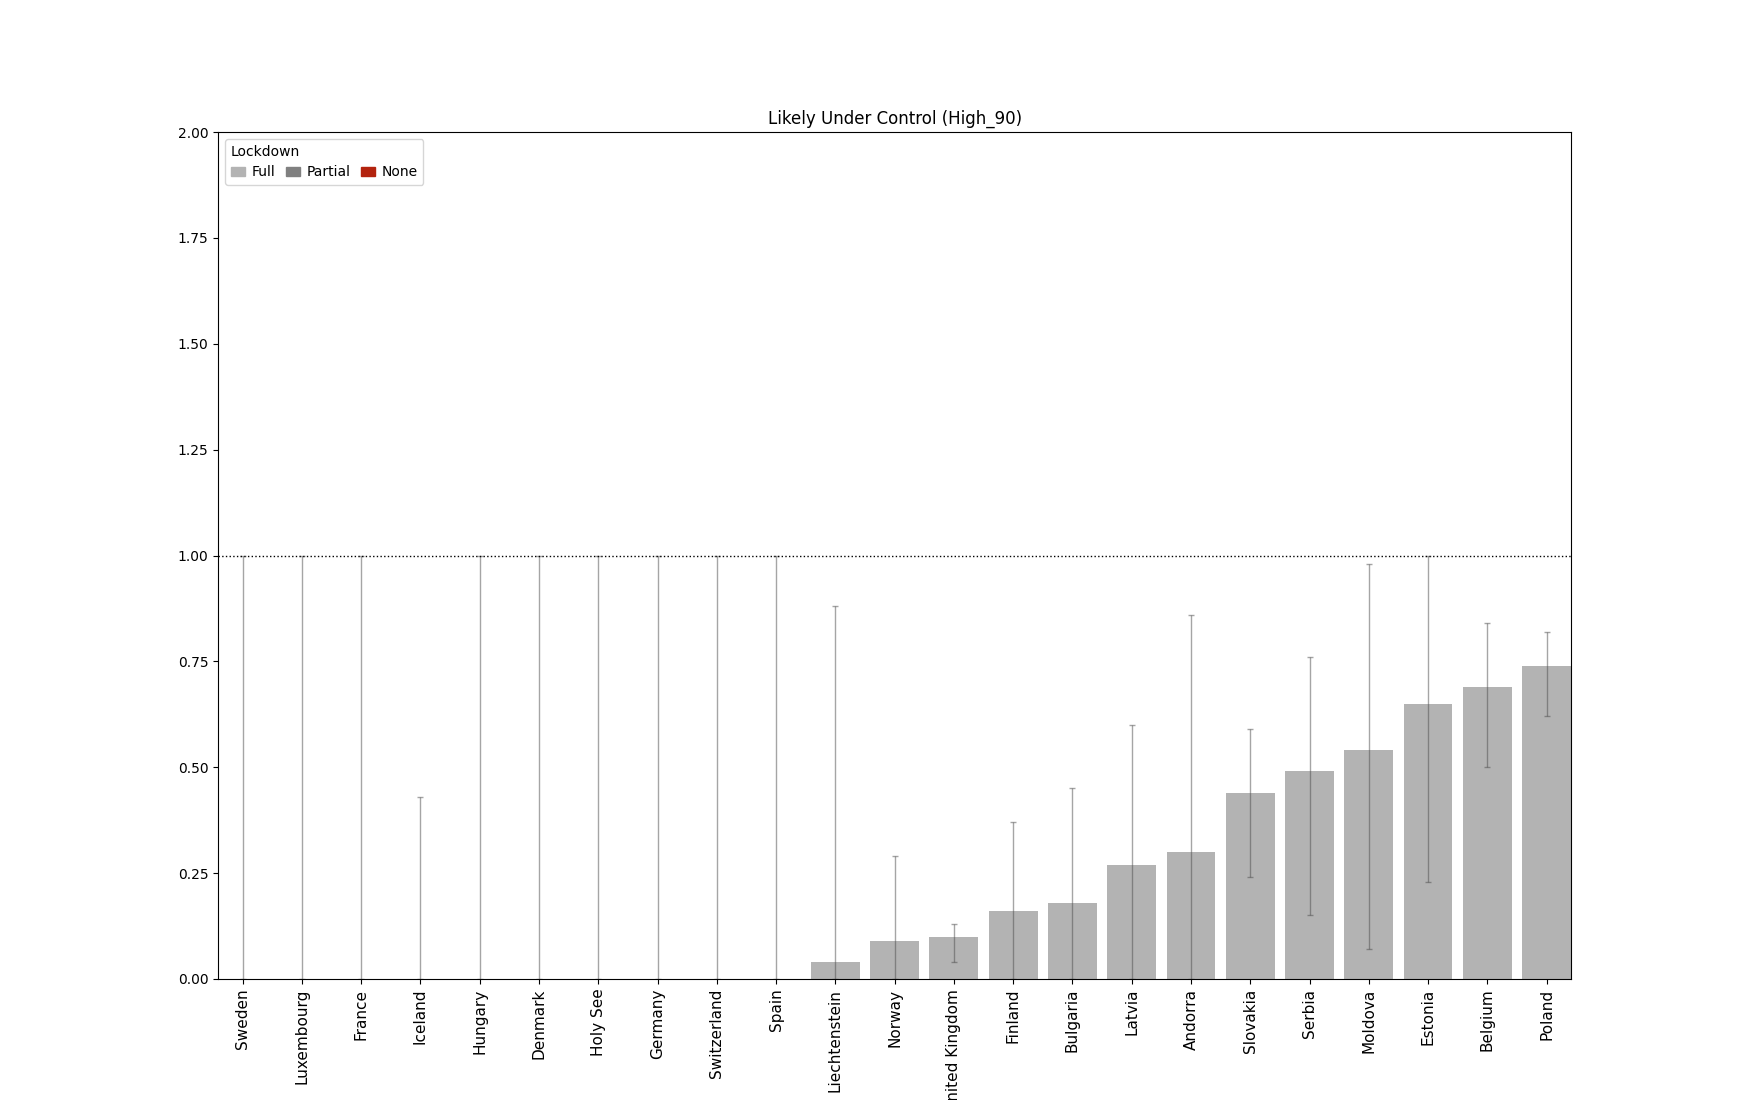 Likely Under Control (High_90)
2.00
Lockdown
Full Partial None
1.75
1.50
1.25
1.00
0.75
0.50
0.25
0.00
Sweden
Luxembourg
France
Iceland
Hungary
Denmark
Holy See
Germany
Switzerland
Spain
Liechtenstein
Norway
nited Kingdom
Finland
Bulgaria
Latvia
Andorra
Slovakia
Serbia
Moldova
Estonia
Belgium
Poland